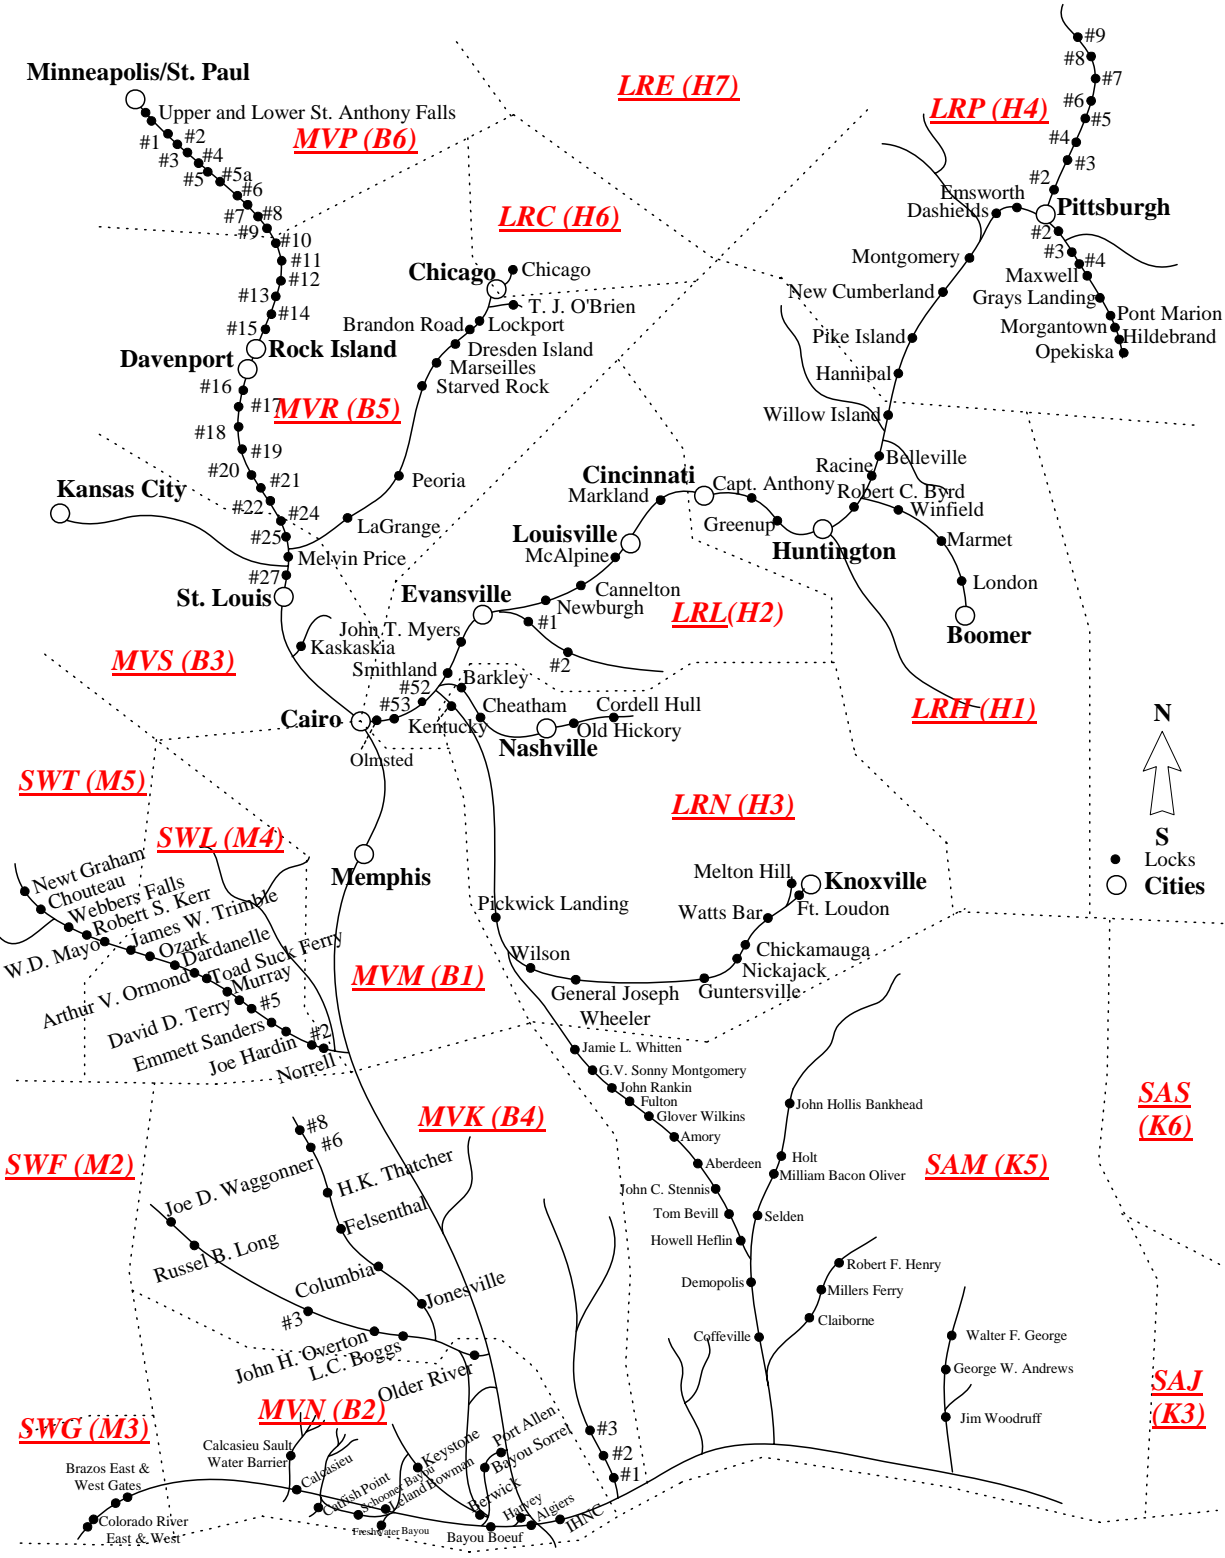 #9
#8
Minneapolis/St. Paul
LRE (H7)
#7
LRP (H4)
#6
Upper and Lower St. Anthony Falls
#5
#1
#2
MVP (B6)
#4
#3
#4
#3
#5
#5a
#2
#6
Emsworth
#7
#8
LRC (H6)
Dashields
Pittsburgh
#9
#2
#10
#3
#11
Montgomery
#4
Chicago
Chicago
Maxwell
#12
New Cumberland
Grays Landing
#13
T. J. O'Brien
#14
Pont Marion
#15
Brandon Road
Lockport
Morgantown
Hildebrand
Rock Island
Dresden Island
Pike Island
Opekiska
Davenport
Marseilles
#16
Starved Rock
Hannibal
#17
MVR (B5)
Willow Island
#18
#19
Belleville
#20
Racine
#21
Peoria
Cincinnati
Capt. Anthony
Kansas City
Markland
Robert C. Byrd
#22
#24
LaGrange
Greenup
Winfield
#25
Louisville
Huntington
Marmet
Melvin Price
McAlpine
#27
London
St. Louis
Evansville
Cannelton
Newburgh
LRL(H2)
John T. Myers
#1
Boomer
Kaskaskia
MVS (B3)
#2
Smithland
Barkley
#52
#53
Cheatham
Cordell Hull
LRH (H1)
Cairo
Kentucky
Old Hickory
N
Nashville
Olmsted
SWT (M5)
LRN (H3)
SWL (M4)
S
Locks
Memphis
Melton Hill
Knoxville
Cities
Newt Graham
Chouteau
Webbers Falls
Robert S. Kerr
W.D. Mayo
James W. Trimble
Ozark
Dardanelle
Arthur V. Ormond
Toad Suck Ferry
Pickwick Landing
Watts Bar
Ft. Loudon
Wilson
Chickamauga
Nickajack
MVM (B1)
General Joseph
Wheeler
Guntersville
Murray
David D. Terry
#5
Emmett Sanders
Joe Hardin
#2
Norrell
Jamie L. Whitten
G.V. Sonny Montgomery
John Rankin
Fulton
Glover Wilkins
John Hollis Bankhead
SAS
(K6)
MVK (B4)
#8
#6
Amory
SWF (M2)
Joe D. Waggonner
H.K. Thatcher
Aberdeen
Holt
SAM (K5)
Milliam Bacon Oliver
John C. Stennis
Tom Bevill
Selden
Felsenthal
Howell Heflin
Russel B. Long
Robert F. Henry
Columbia
Jonesville
Demopolis
Millers Ferry
#3
Claiborne
John H. Overton
L.C. Boggs
Coffeville
Walter F. George
Older River
George W. Andrews
SAJ
(K3)
MVN (B2)
Jim Woodruff
SWG (M3)
Port Allen
#3
Calcasieu Sault
Water Barrier
Keystone
Bayou Sorrel
#2
Brazos East &
West Gates
Calcasieu
#1
Catfish Point
Schooner Bayou
Leland Bowman
Berwick
Harvey
Algiers
IHNC
Colorado River
East & West
Freshwater Bayou
Bayou Boeuf